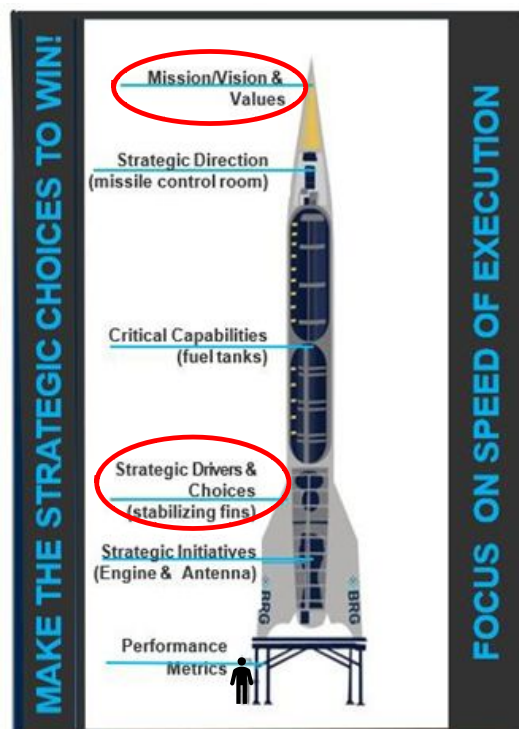 MAKE THE STRATEGIC CHOICES TO WIN!
Mission/Vision &
Values
Strategic Direction
(missile control room)
Critical Capabilities
(fuel tanks)
Strategic Drivers &
Choices
(stabilizing fins)
Strategic Initiatives
(Engine & Antenna)
BRG
BRG
Performance
Metrics
FOCUS ON SPEED OF EXECUTION